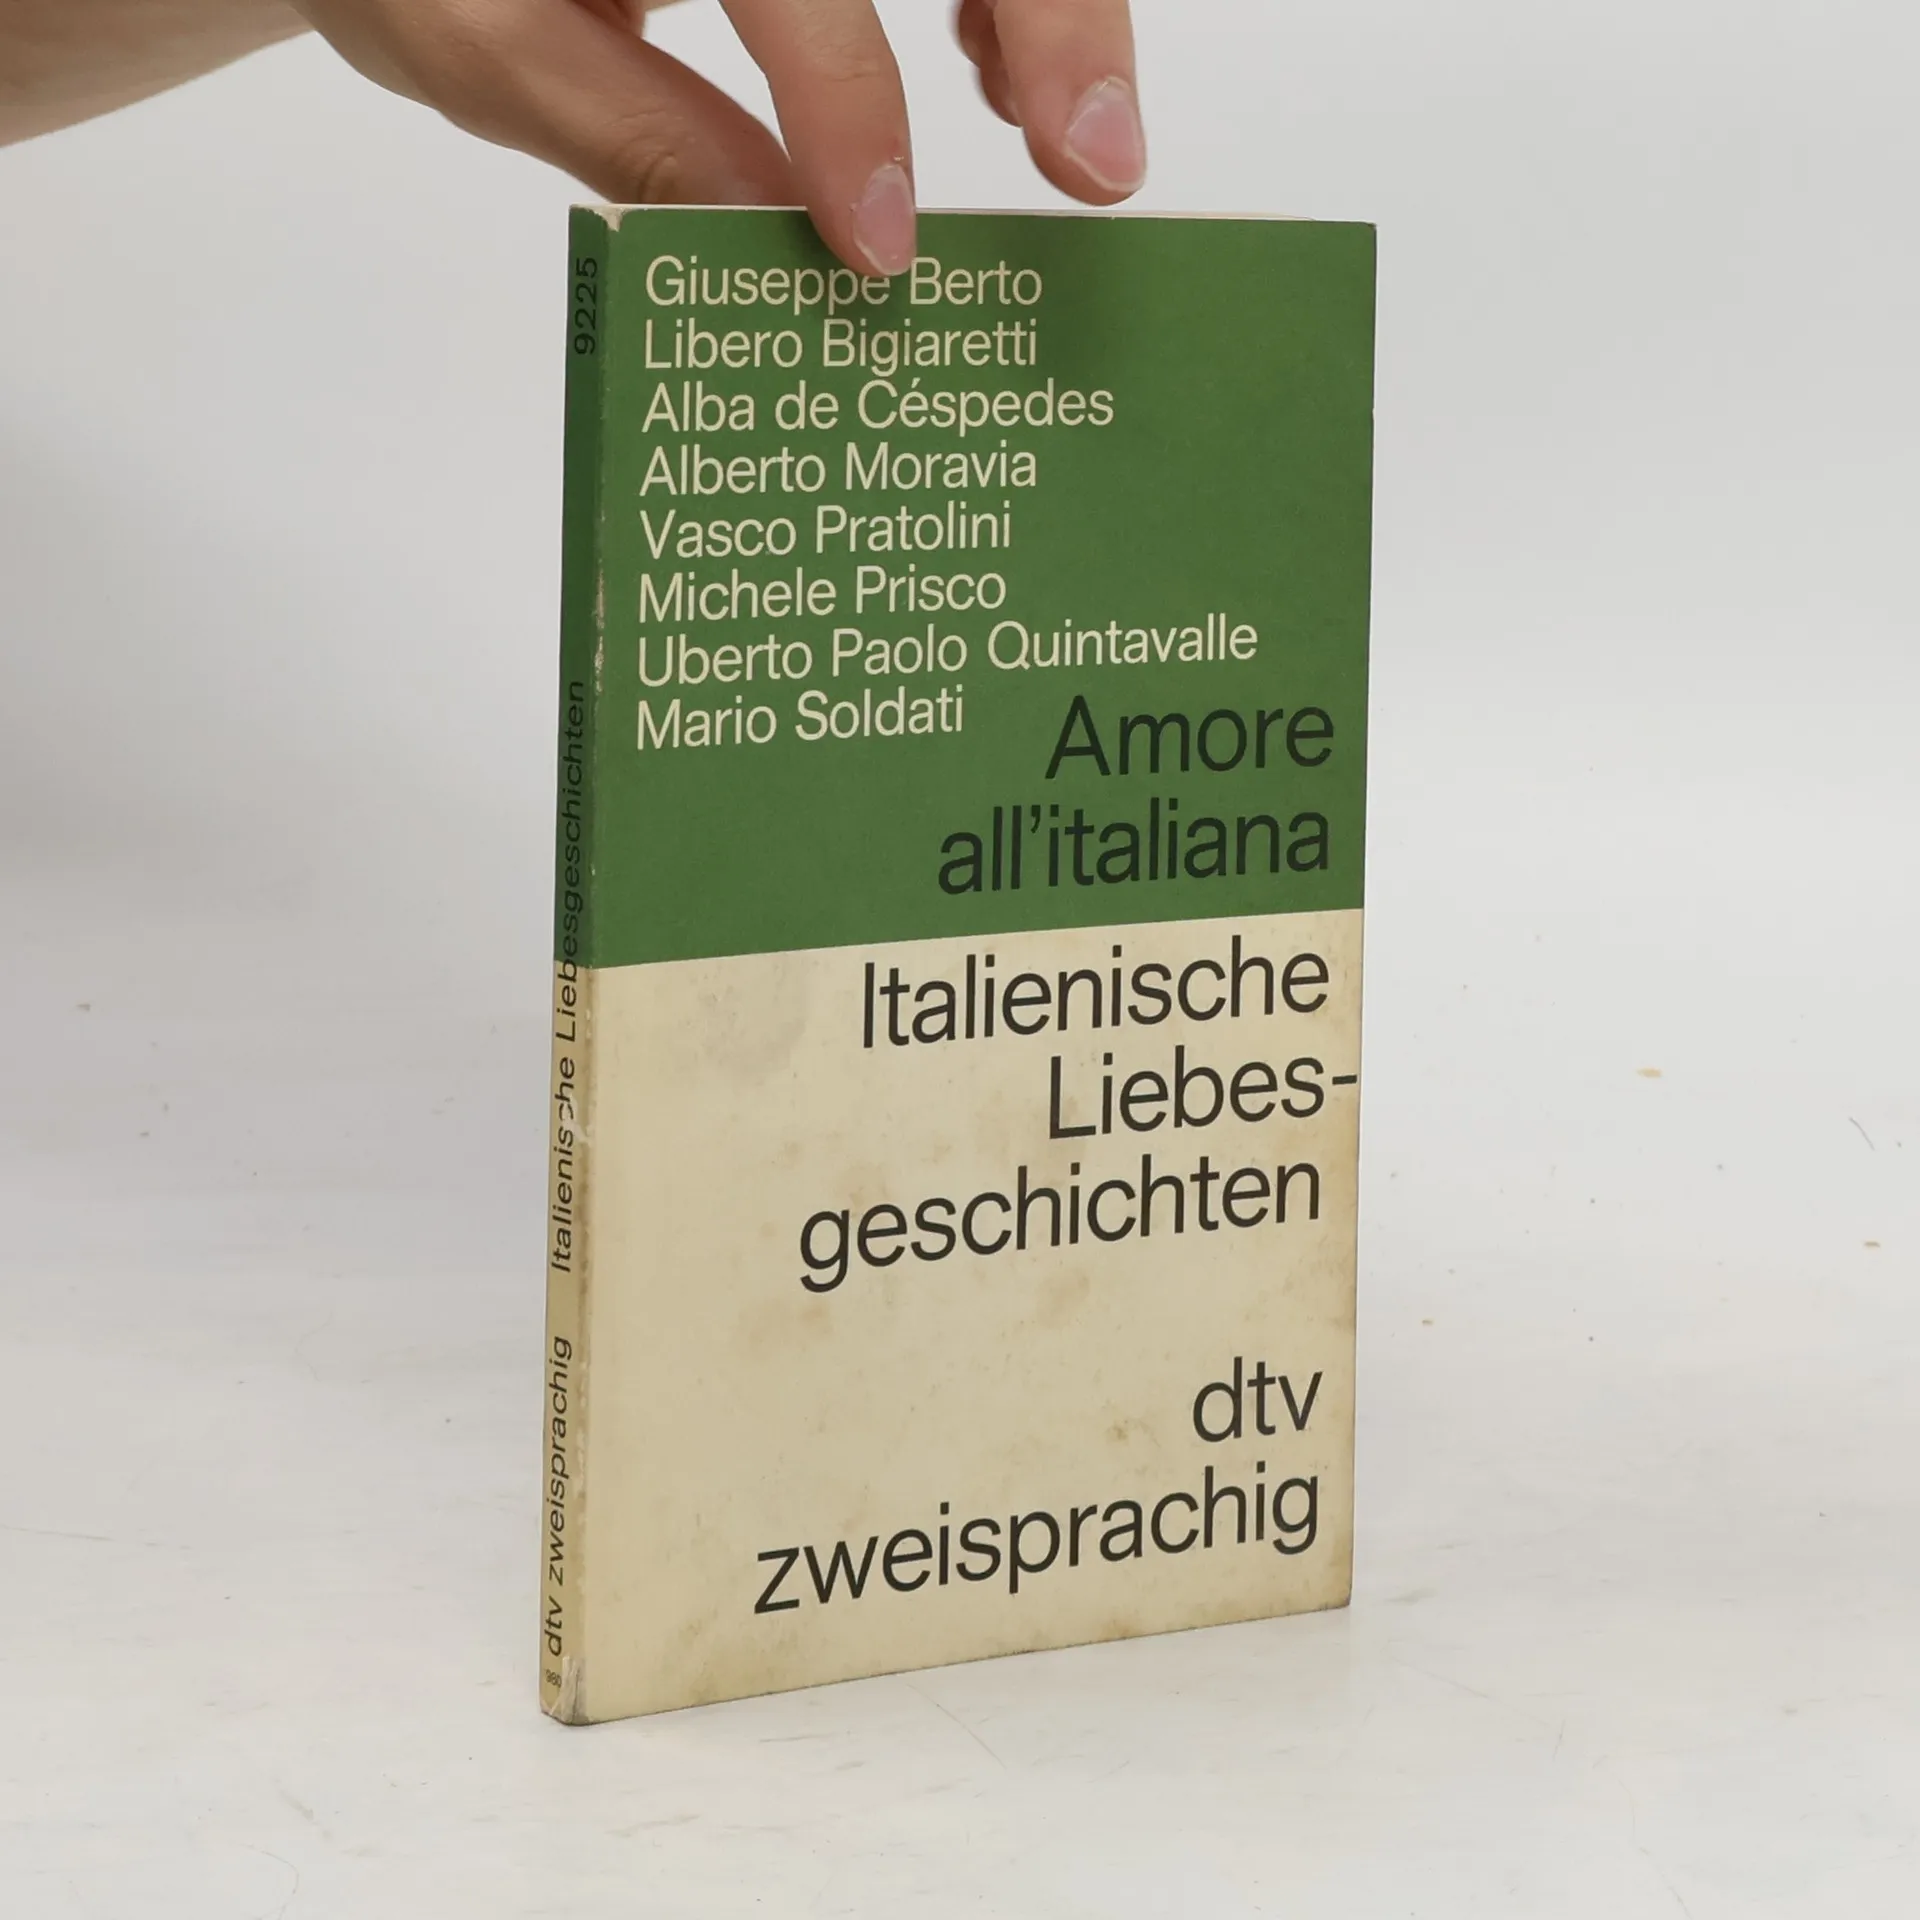 Giuseppe Berto
Libero Bigiaretti
Alba de Céspedes
Alberto Moravia
Vasco Pratolini
Michele Prisco
Uberto Paolo Quintavalle
Mario Soldati
Amore
all'italiana
Italienische
Liebes-
geschichten
dtv
zweisprachig
9225
dtv zweisprachig Italienische Liebesgeschichten